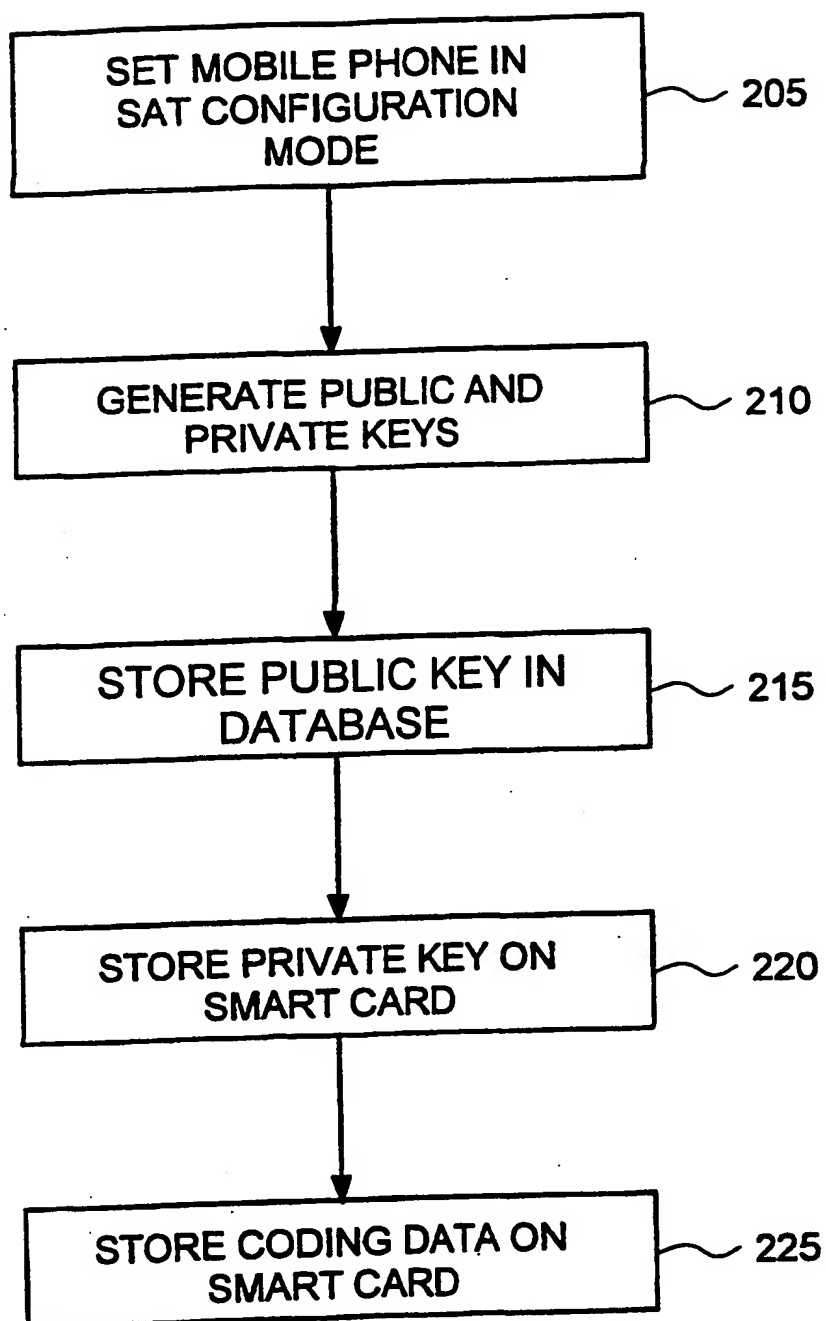 SET MOBILE PHONE IN
SAT CONFIGURATION
MODE
205
GENERATE PUBLIC AND
PRIVATE KEYS
210
STORE PUBLIC KEY IN
DATABASE
215
STORE PRIVATE KEY ON
SMART CARD
220
STORE CODING DATA ON
SMART CARD
225